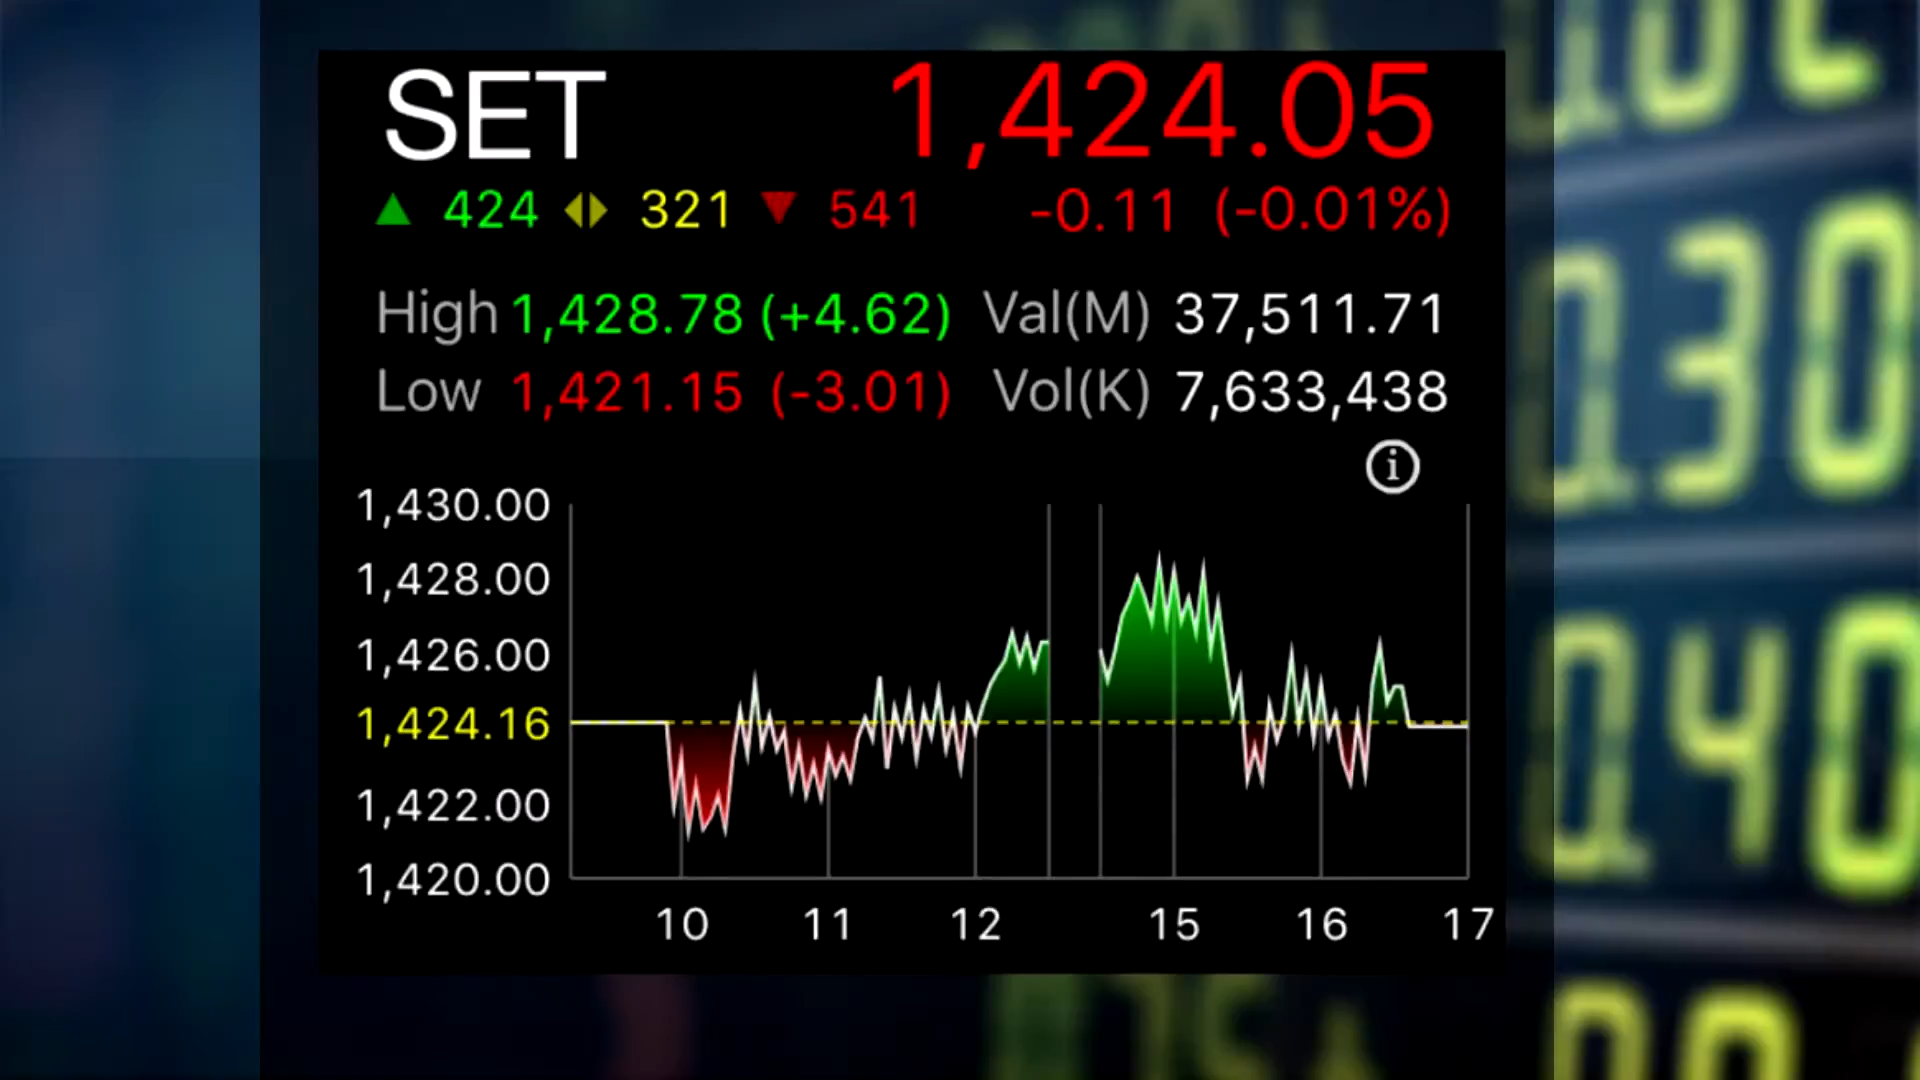 SET 1,424.05
424 321 541 -0.11 (-0.01%)
High 1,428.78 (+4.62) Val(M) 37,511.71
Low 1,421.15 (-3.01) Vol(K) 7,633,438
i
1,430.00
1,428.00
1,426.00
1,424.16
1,422.00
1,420.00
10 11 12 15 16 17
30
40